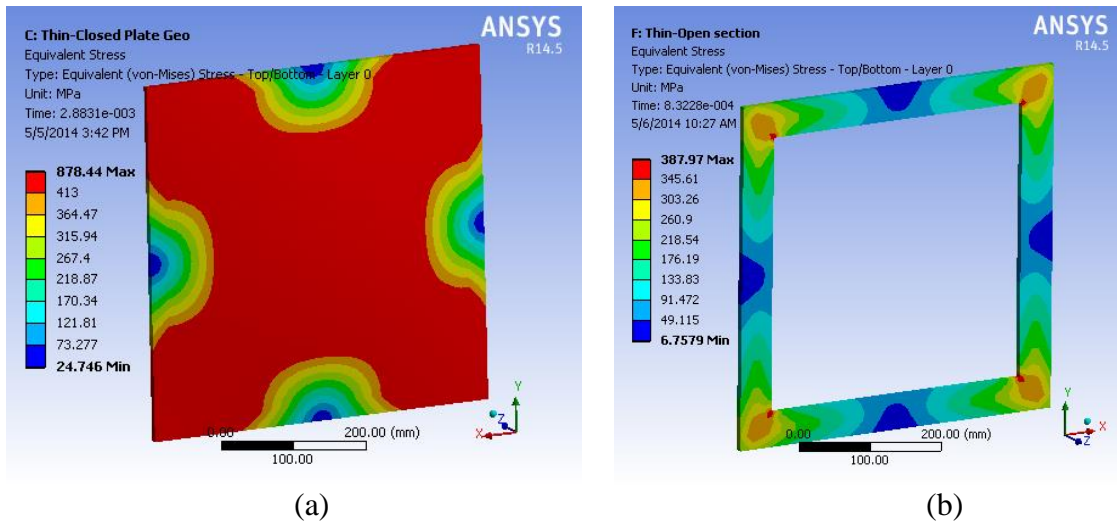 ANSYS
R14.5
C: Thin-Closed Plate Geo
Equivalent Stress
Type: Equivalent (von-Mises) Stress - Top/Bottom - Layer 0
Unit: MPa
Time: 2.8831e-003
5/5/2014 3:42 PM
878.44 Max
413
364.47
315.94
267.4
218.87
170.34
121.81
73.277
24.746 Min
0.00
200.00 (mm)
100.00
Y
X
Z
(a)
ANSYS
R14.5
F: Thin-Open section
Equivalent Stress
Type: Equivalent (von-Mises) Stress - Top/Bottom - Layer 0
Unit: MPa
Time: 8.3228e-004
5/6/2014 10:27 AM
387.97 Max
345.61
303.26
260.9
218.54
176.19
133.83
91.472
49.115
6.7579 Min
0.00
200.00 (mm)
100.00
Y
X
Z
(b)